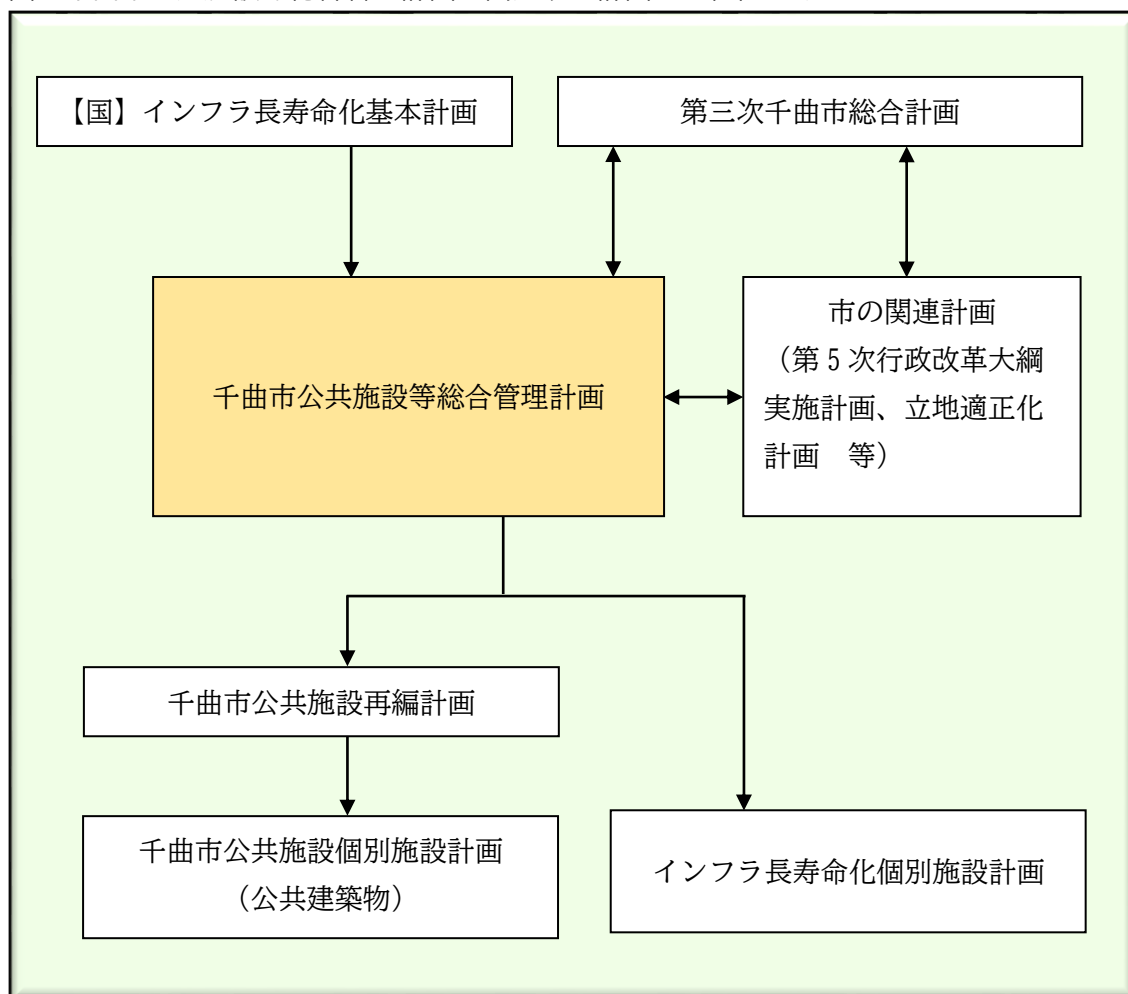 【国】インフラ長寿命化基本計画
第三次千曲市総合計画
千曲市公共施設等総合管理計画
市の関連計画
（第5次行政改革大綱
実施計画、立地適正化
計画　等）
千曲市公共施設再編計画
千曲市公共施設個別施設計画
（公共建築物）
インフラ長寿命化個別施設計画